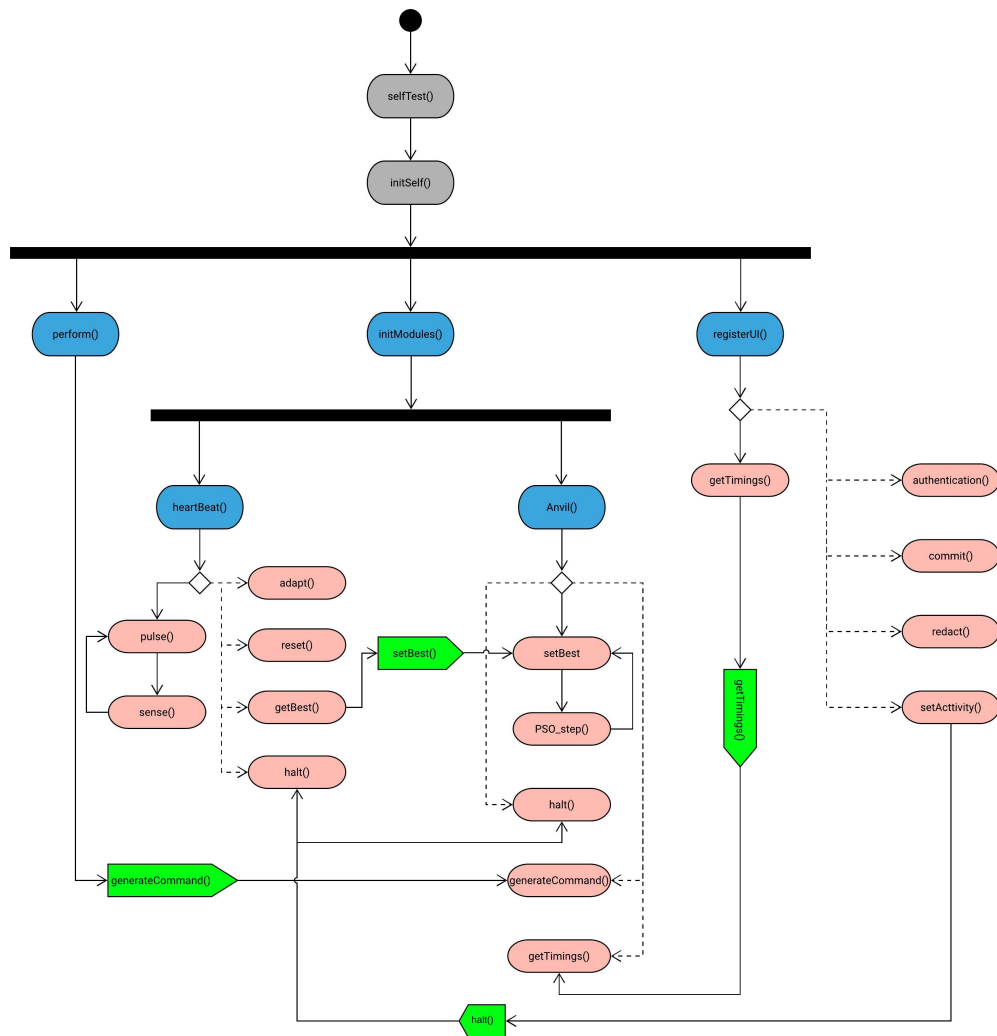 selfTest()
initSelf()
perform()
initModules()
registerUI()
getTimings()
authentication()
heartBeat()
Anvil()
commit()
adapt()
pulse()
reset()
setBest()
setBest
redact()
sense()
getBest()
PSO_step()
getTimings()
setActtivity()
halt()
halt()
generateCommand()
generateCommand()
getTimings()
halt()